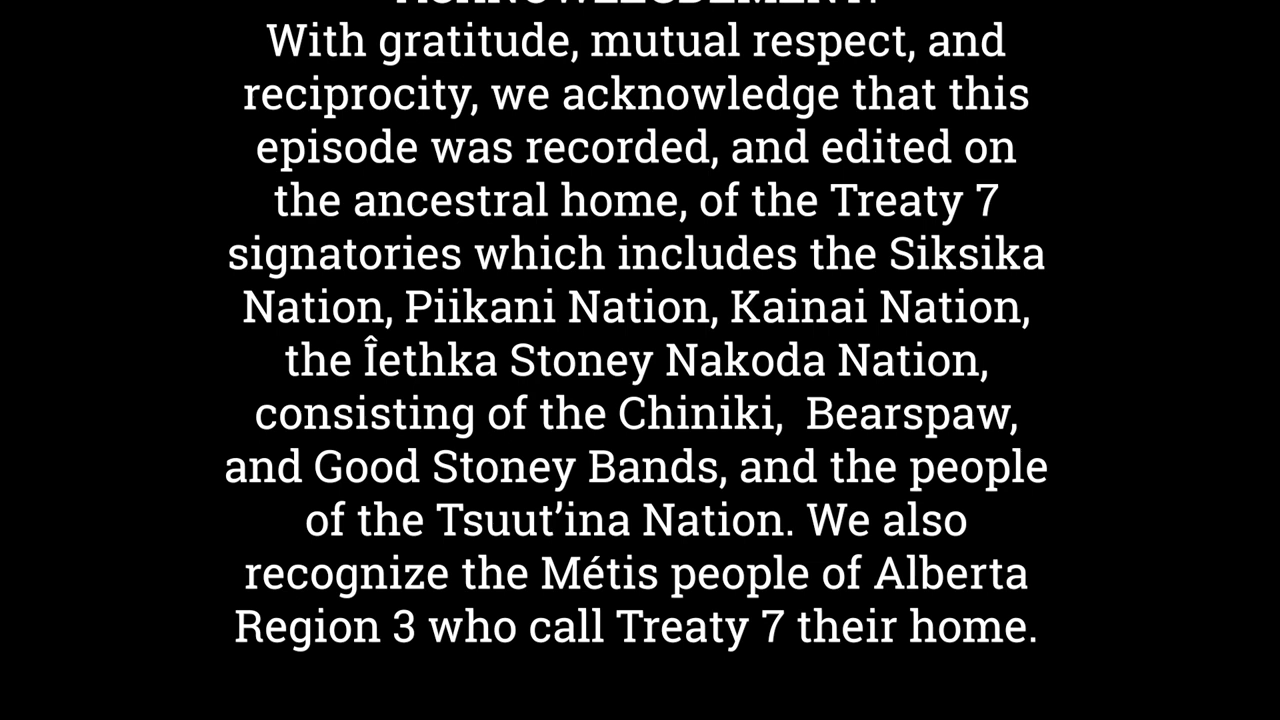 With gratitude, mutual respect, and
reciprocity, we acknowledge that this
episode was recorded, and edited on
the ancestral home, of the Treaty 7
signatories which includes the Siksika
Nation, Piikani Nation, Kainai Nation,
the Îethka Stoney Nakoda Nation,
consisting of the Chiniki,  Bearspaw,
and Good Stoney Bands, and the people
of the Tsuut’ina Nation. We also
recognize the Métis people of Alberta
Region 3 who call Treaty 7 their home.